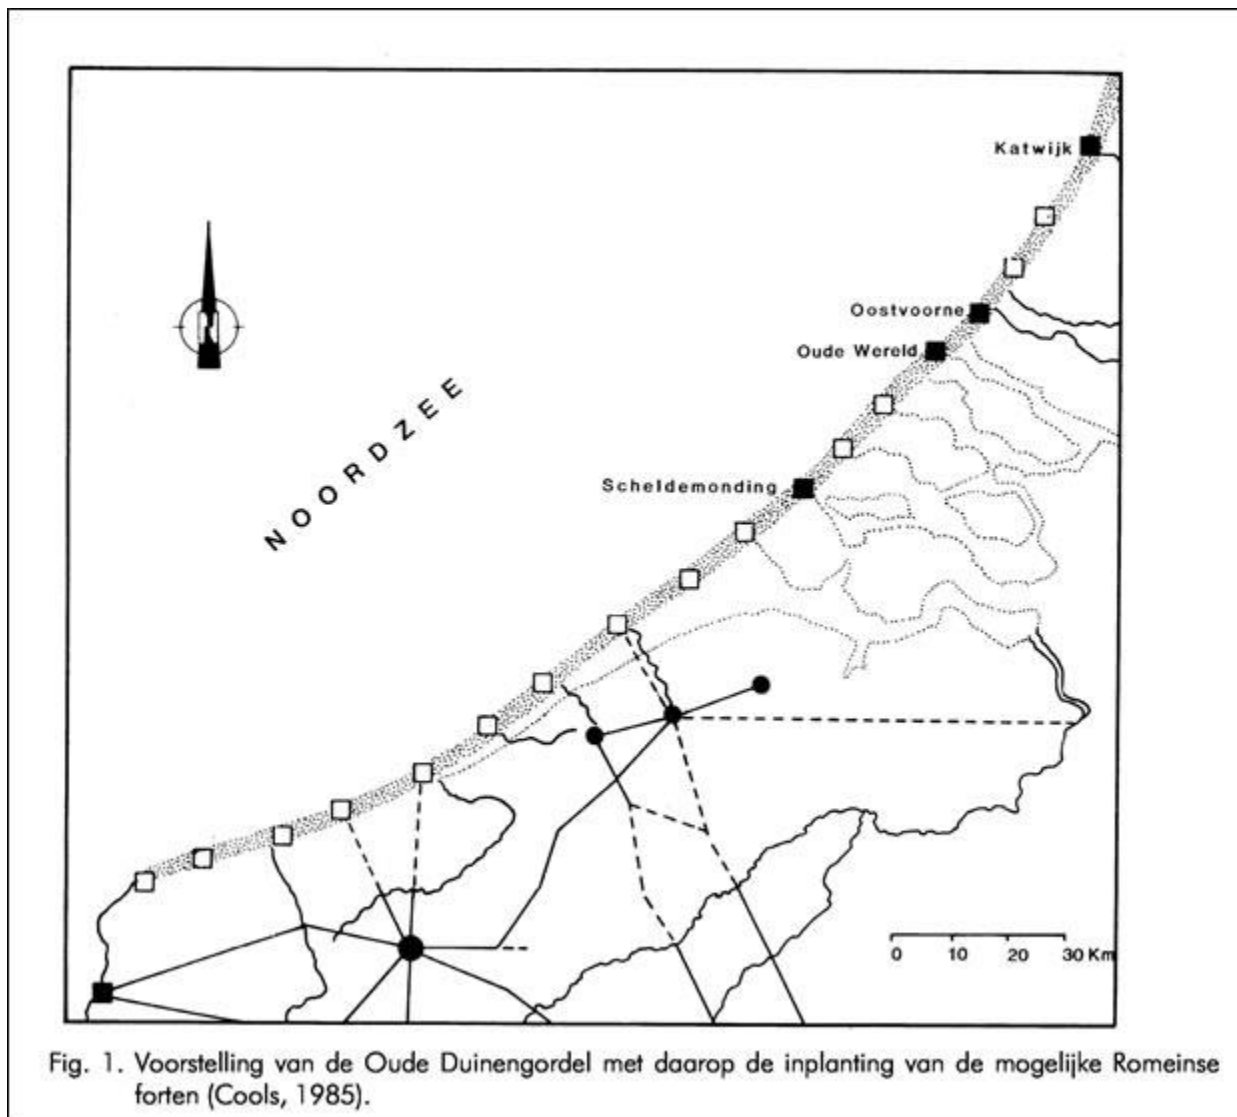 Katwijk
Oostvoorne
Oude Wereld
Scheldemonding
NOORDZEE
0 10 20 30 Km
Fig. 1. Voorstelling van de Oude Duinengordel met daarop de inplanting van de mogelijke Romeinse
forten (Cools, 1985).